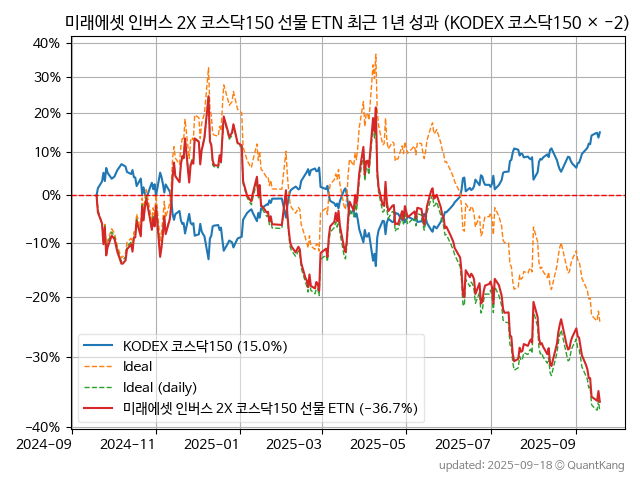 미래에셋 인버스 2X 코스닥150 선물 ETN 최근 1년 성과 (KODEX 코스닥150 × −2)
40%
30%
20%
10%
0%
−10%
−20%
−30%
−40%
KODEX 코스닥150 (15.0%)
Ideal
Ideal (daily)
미래에셋 인버스 2X 코스닥150 선물 ETN (−36.7%)
2024-09 2024-11 2025-01 2025-03 2025-05 2025-07 2025-09
updated: 2025-09-18 © QuantKang